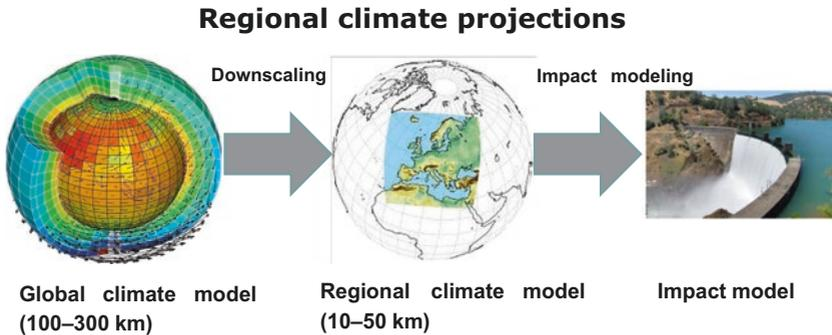 Regional climate projections
Downscaling
Impact modeling
Global climate model
(100–300 km)
Regional climate model
(10–50 km)
Impact model